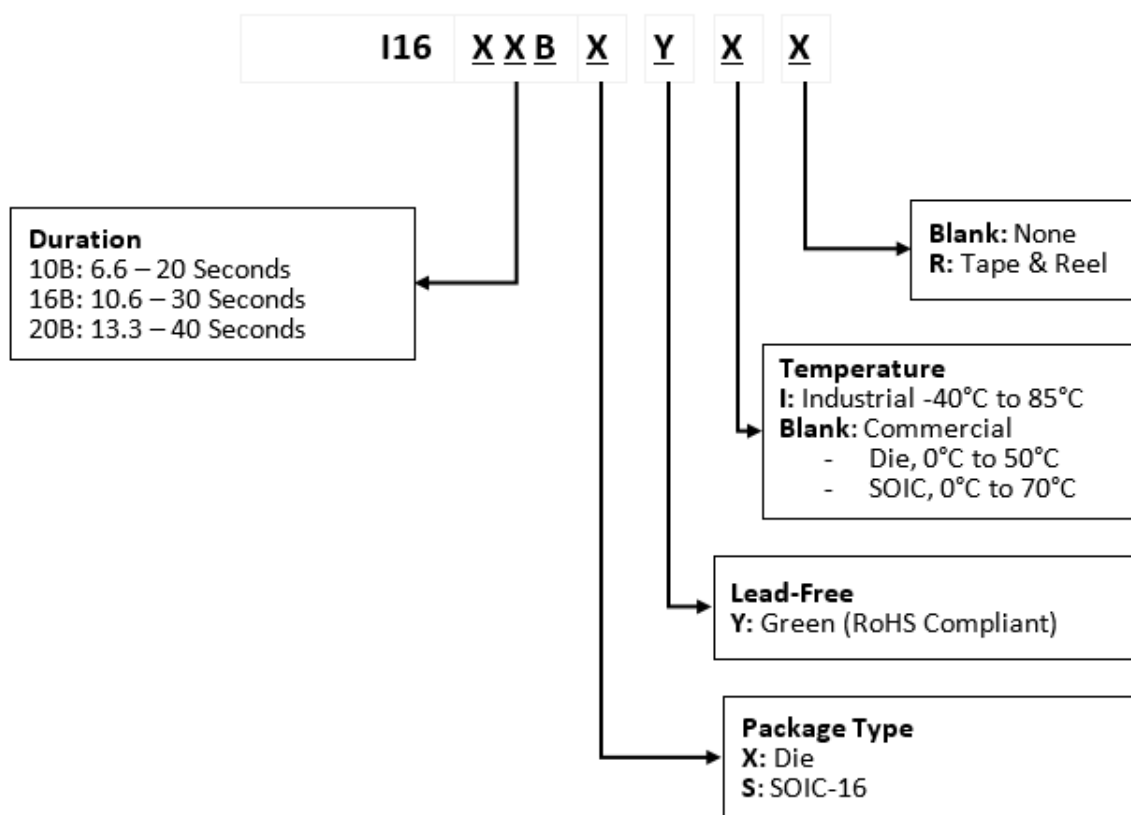 I16 X X B X Y X X
Duration
10B: 6.6 – 20 Seconds
16B: 10.6 – 30 Seconds
20B: 13.3 – 40 Seconds
Blank: None
R: Tape & Reel
Temperature
I: Industrial -40°C to 85°C
Blank: Commercial
- Die, 0°C to 50°C
- SOIC, 0°C to 70°C
Lead-Free
Y: Green (RoHS Compliant)
Package Type
X: Die
S: SOIC-16